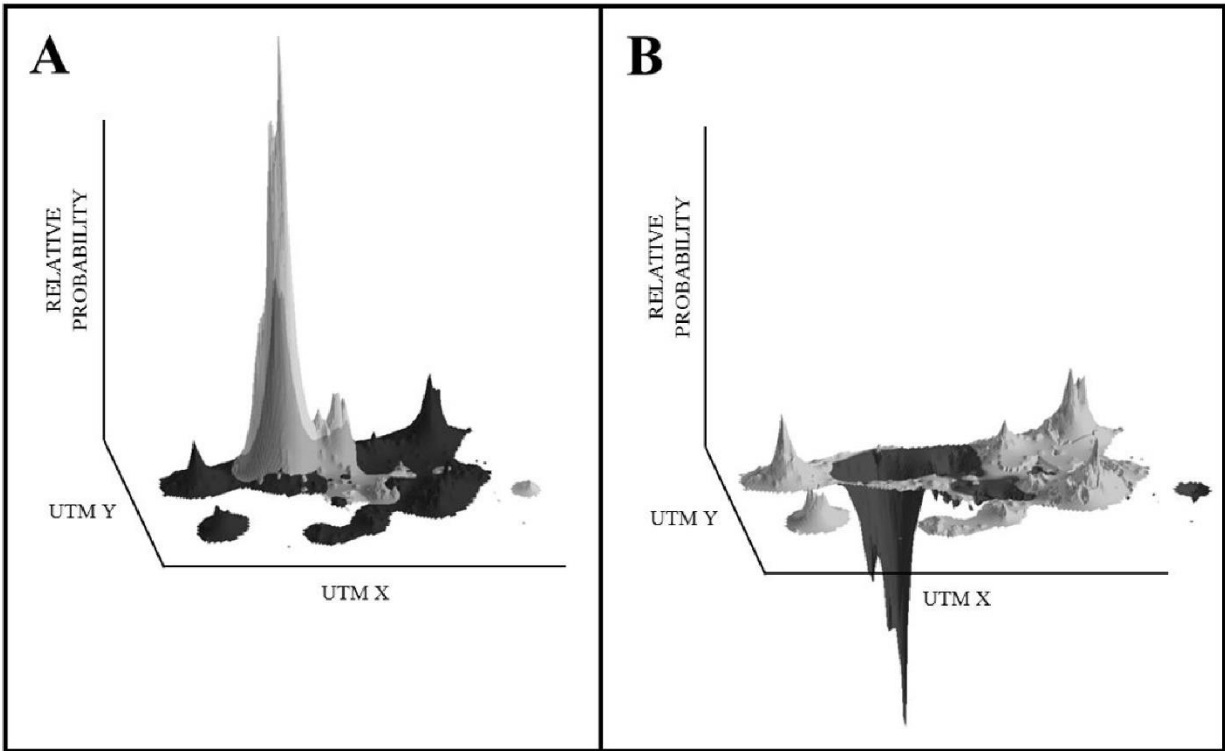 A
RELATIVE
PROBABILITY
UTM Y
UTM X
B
RELATIVE
PROBABILITY
UTM Y
UTM X